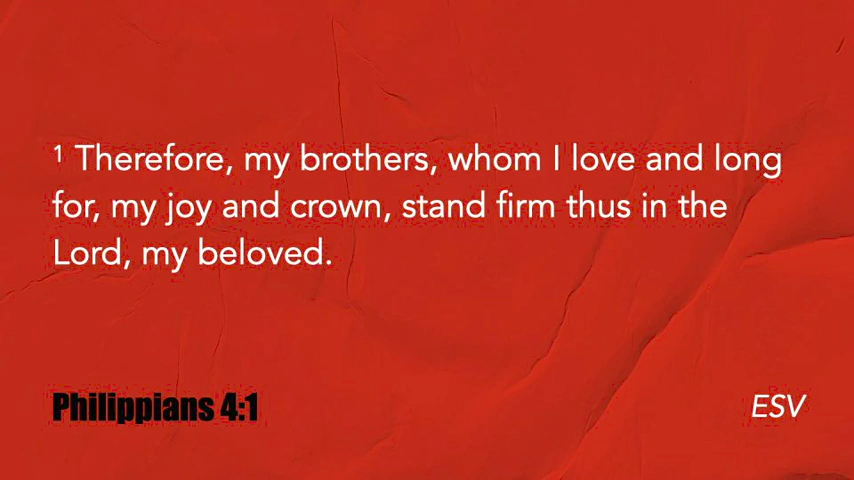 ¹ Therefore, my brothers, whom I love and long
for, my joy and crown, stand firm thus in the
Lord, my beloved.
Philippians 4:1
ESV